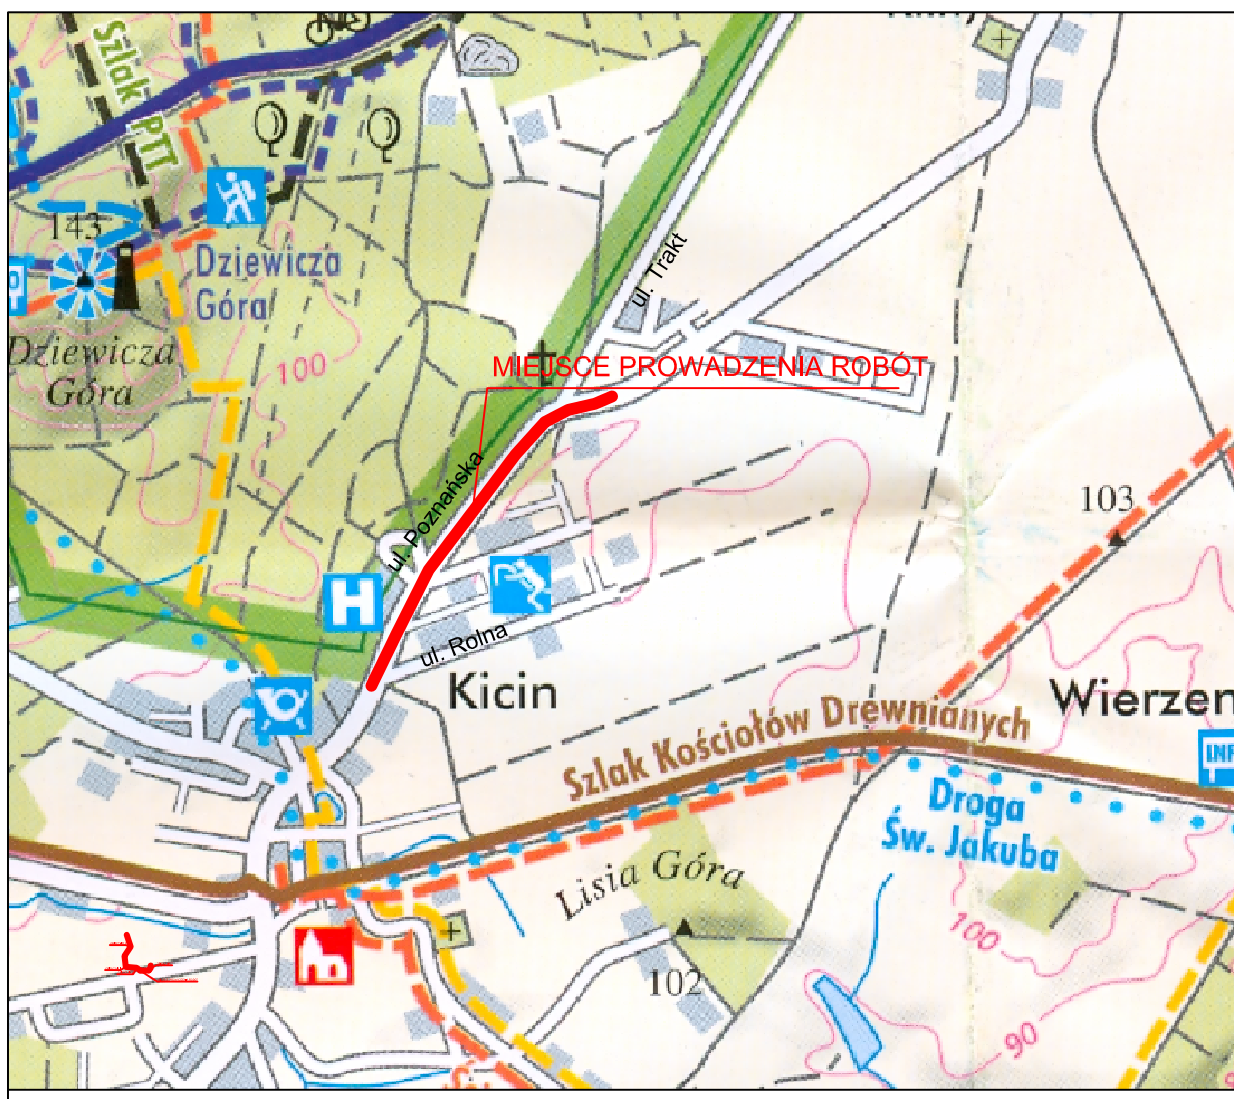 Szlak PTT
143
Dziewicza
Góra
Dziewicza
Góra
100
ul. Trakt
MIEJSCE PROWADZENIA ROBÓT
ul. Poznańska
103
H
ul. Rolna
Kicin
Wierzen
Szlak Kościołów Drewnianych
INF
Droga
Św. Jakuba
Lisia Góra
100
102
90